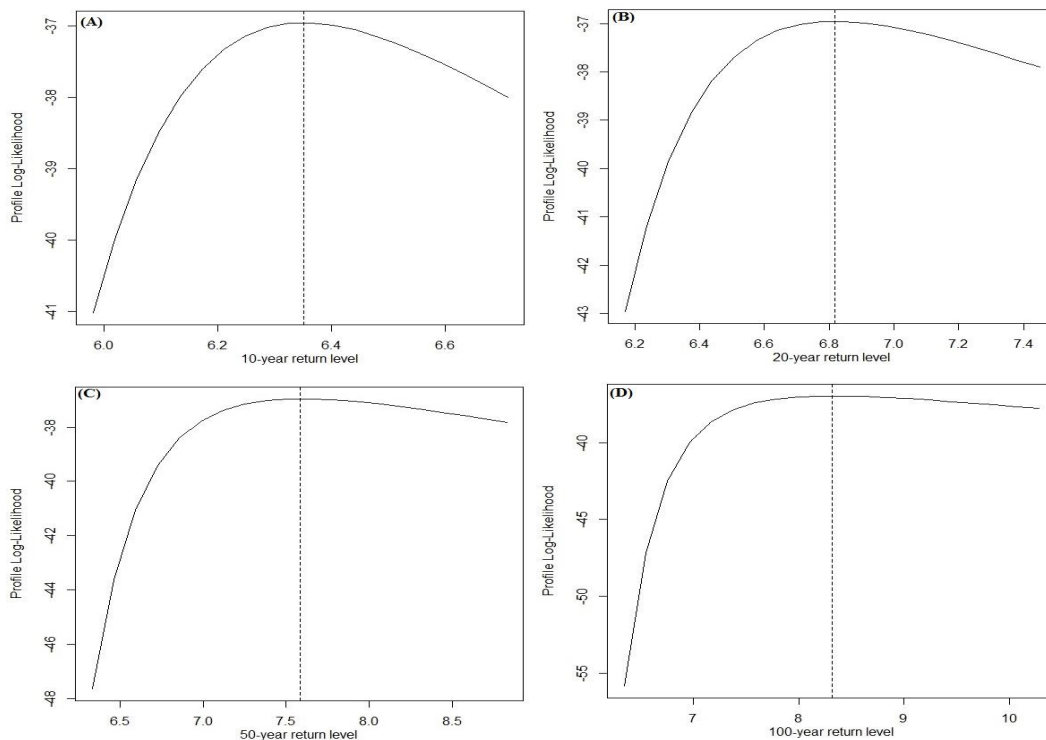 (A)
Profile Log-Likelihood
-37
-38
-39
-40
-41
6.0 6.2 6.4 6.6
10-year return level
(B)
Profile Log-Likelihood
-37
-38
-39
-40
-41
-42
-43
6.2 6.4 6.6 6.8 7.0 7.2 7.4
20-year return level
(C)
Profile Log-Likelihood
-38
-40
-42
-44
-46
-48
6.5 7.0 7.5 8.0 8.5
50-year return level
(D)
Profile Log-Likelihood
-40
-45
-50
-55
7 8 9 10
100-year return level